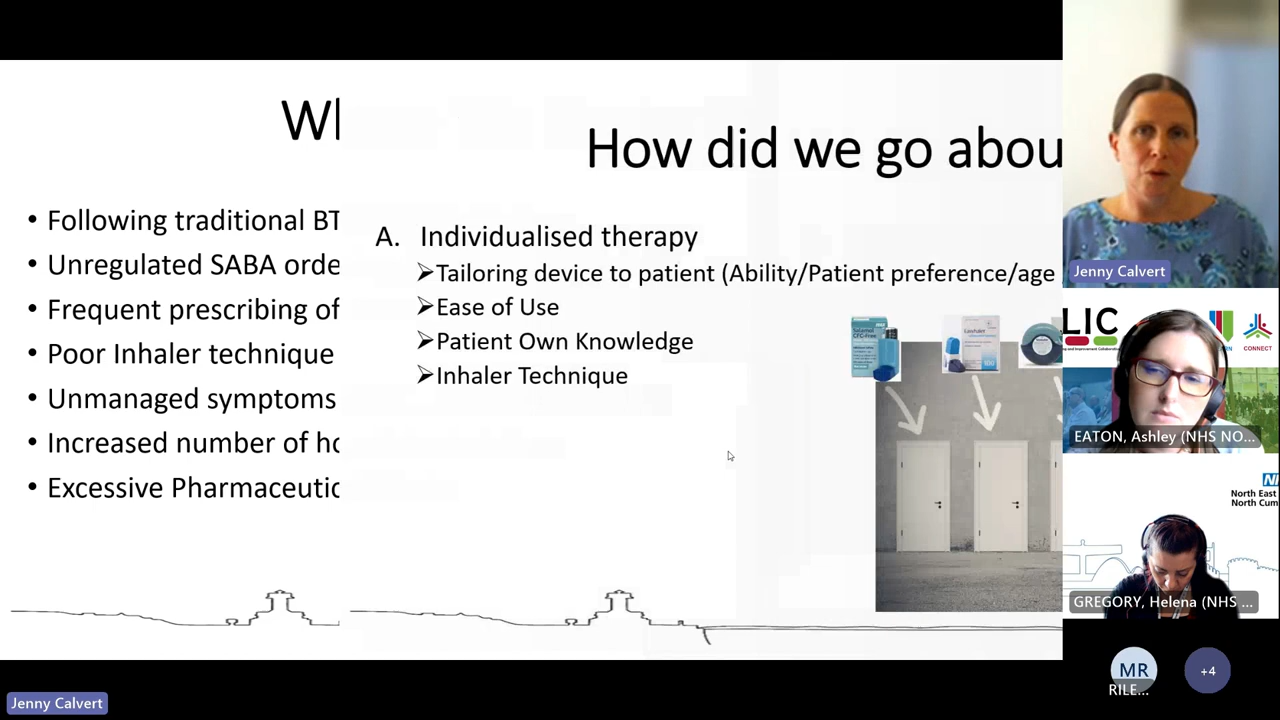 Wh
• Following traditional BT
• Unregulated SABA orde
• Frequent prescribing of
• Poor Inhaler technique
• Unmanaged symptoms
• Increased number of ho
• Excessive Pharmaceutic
How did we go abou
A. Individualised therapy
➢Tailoring device to patient (Ability/Patient preference/age
➢Ease of Use
➢Patient Own Knowledge
➢Inhaler Technique
Jenny Calvert
LIC
CONNECT
EATON, Ashley (NHS NO...
North East
North Cum
GREGORY, Helena (NHS ...
MR
RILE...
+4
Jenny Calvert